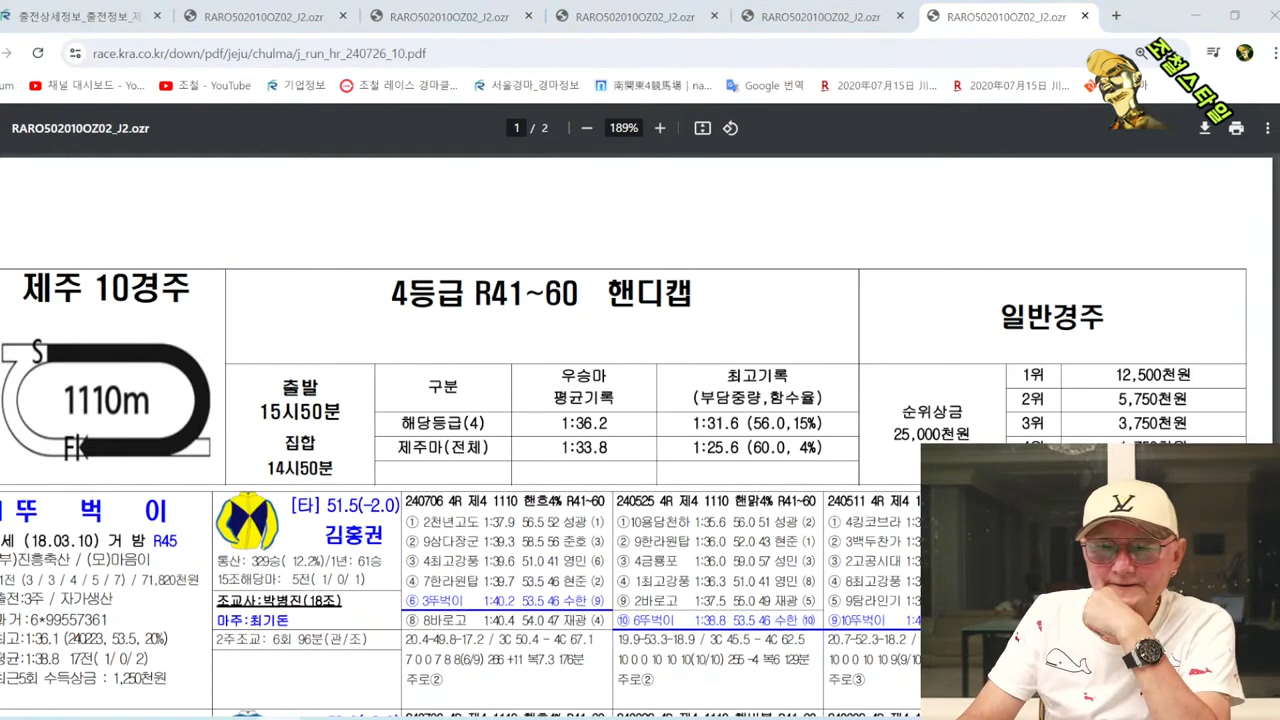 출전상세정보_출전정보_제
RARO502010OZ02_J2.ozr
RARO502010OZ02_J2.ozr
RARO502010OZ02_J2.ozr
RARO502010OZ02_J2.ozr
RARO502010OZ02_J2.ozr
race.kra.co.kr/down/pdf/jeju/chulma/j_run_hr_240726_10.pdf
um
채널 대시보드 - Yo...
조철 - YouTube
기업정보
조철 레이스 경마클...
서울경마_경마정보
南関東4競馬場 | na...
Google 번역
2020年07月15日 川...
2020年07月15日 川...
조철스타일
RARO502010OZ02_J2.ozr
1 / 2
189%
제주 10경주
4등급 R41~60 핸디캡
일반경주
S
1110m
F
출발
15시50분
집합
14시50분
구분
우승마
평균기록
최고기록
(부담중량,함수율)
해당등급(4)
1:36.2
1:31.6 (56.0,15%)
제주마(전체)
1:33.8
1:25.6 (60.0, 4%)
순위상금
25,000천원
1위
12,500천원
2위
5,750천원
3위
3,750천원
뚜 벅 이
세 (18.03.10) 거 밤 R45
부)진흥축산 / (모)마음이
1전 (3 / 3 / 4 / 5 / 7) / 71,820천원
출전:3주 / 자가생산
과거 : 6*99557361
최고:1:36.1 (240223, 53.5, 20%)
평균:1:38.8 17전( 1/ 0/ 2)
최근5회 수득상금 : 1,250천원
[타] 51.5(-2.0)
김홍권
통산: 329승( 12.2%)/1년: 61승
15조해당마: 5전( 1/ 0/ 1)
조교사:박병진(18조)
마주:최기돈
2주조교: 6회 96분(관/조)
240706 4R 제4 1110 핸흐4% R41~60
① 2천년고도 1:37.9 56.5 52 성광 (1)
② 9삼다장군 1:39.3 56.5 56 준호 (3)
③ 4최고강풍 1:39.6 51.0 41 영민 (6)
④ 7한라원탑 1:39.7 53.5 46 현준 (2)
⑥ 3뚜벅이 1:40.2 53.5 46 수한 (9)
⑧ 8바로고 1:40.4 54.0 47 재광 (4)
20.4-49.8-17.2 / 3C 50.4 - 4C 67.1
7 0 0 7 8 8(6/9) 286 +11 복7.3 176분
주로②
240525 4R 제4 1110 핸맑4% R41~60
①10용담천하 1:35.6 56.0 51 성광 (2)
② 9한라원탑 1:36.0 52.0 43 현준 (1)
③ 4금룡포 1:36.0 59.0 57 영민 (3)
④ 1최고강풍 1:36.3 51.0 41 영민 (8)
⑨ 2바로고 1:37.5 55.0 49 재광 (5)
⑩ 6뚜벅이 1:38.8 53.5 46 수한 (10)
19.9-53.3-18.9 / 3C 45.5 - 4C 62.5
10 0 0 10 10 10(10/10) 255 -4 복6 129분
주로②
240511 4R 제4 1
① 4킹코브라 1:3
② 3백두찬가 1:3
③ 2고공시대 1:3
④ 8최고강풍 1:3
⑤ 9탐라인기 1:3
⑨10뚜벅이 1:4
20.7-52.3-18.2 /
10 0 0 10 9(9/10)
주로③